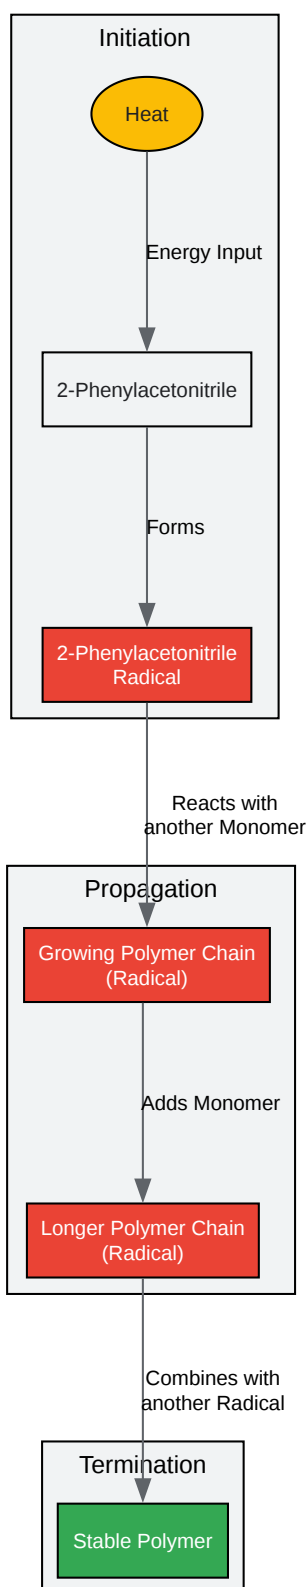 Initiation
Heat
Energy Input
2-Phenylacetonitrile
Forms
2-Phenylacetonitrile
Radical
Reacts with
another Monomer
Propagation
Growing Polymer Chain
(Radical)
Adds Monomer
Longer Polymer Chain
(Radical)
Combines with
another Radical
Termination
Stable Polymer